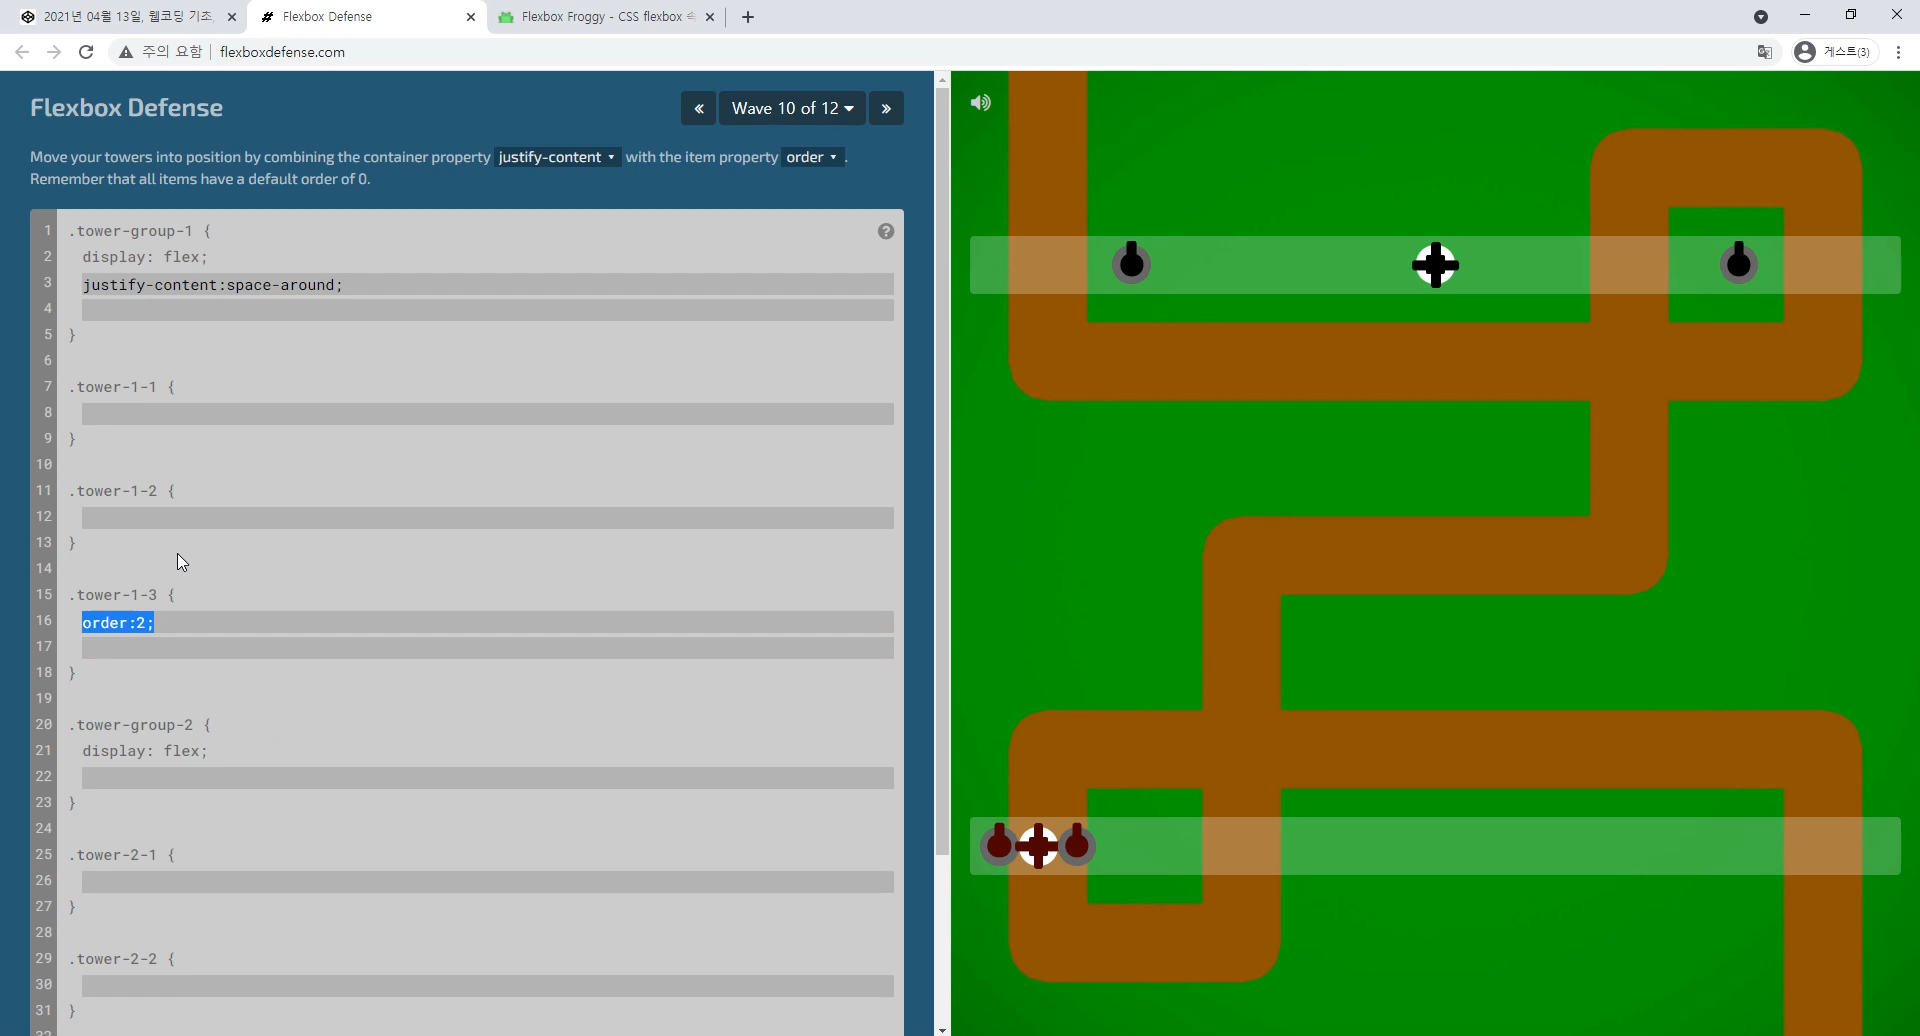 2021년 04월 13일, 웹코딩 기초
Flexbox Defense
Flexbox Froggy - CSS flexbox 속
주의 요함
flexboxdefense.com
게스트(3)
Flexbox Defense
« Wave 10 of 12 »
Move your towers into position by combining the container property justify-content with the item property order .
Remember that all items have a default order of 0.
1 .tower-group-1 {
2 display: flex;
3 justify-content:space-around;
4
5 }
6
7 .tower-1-1 {
8
9 }
10
11 .tower-1-2 {
12
13 }
14
15 .tower-1-3 {
16 order:2;
17
18 }
19
20 .tower-group-2 {
21 display: flex;
22
23 }
24
25 .tower-2-1 {
26
27 }
28
29 .tower-2-2 {
30
31 }
32